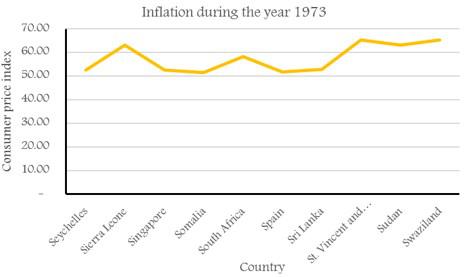 Inflation during the year 1973
Consumer price index
70.00
60.00
50.00
40.00
30.00
20.00
10.00
-
Seychelles
Sierra Leone
Singapore
Somalia
South Africa
Spain
Sri Lanka
St. Vincent and…
Sudan
Swaziland
Country